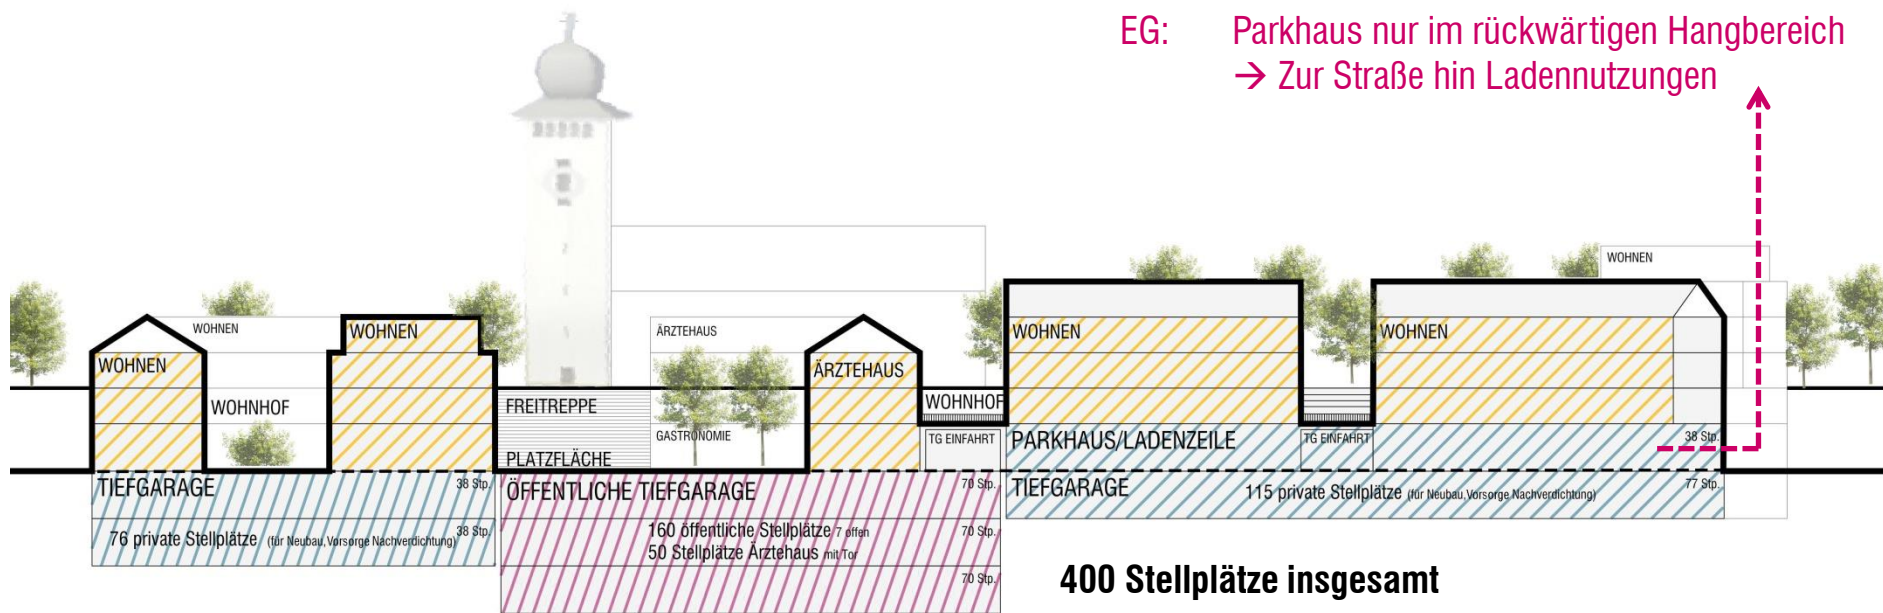 EG: Parkhaus nur im rückwärtigen Hangbereich
→ Zur Straße hin Ladennutzungen
WOHNEN
WOHNEN
WOHNEN
WOHNEN
WOHNHOF
FREITREPPE
PLATZFLÄCHE
ÄRZTEHAUS
GASTRONOMIE
ÄRZTEHAUS
WOHNHOF
TG EINFAHRT
WOHNEN
WOHNEN
PARKHAUS/LADENZEILE
TG EINFAHRT
38 Stp.
TIEFGARAGE
38 Stp.
76 private Stellplätze (für Neubau,Vorsorge Nachverdichtung)
38 Stp.
ÖFFENTLICHE TIEFGARAGE
70 Stp.
160 öffentliche Stellplätze 7 offen
70 Stp.
50 Stellplätze Ärztehaus mit Tor
70 Stp.
TIEFGARAGE
115 private Stellplätze (für Neubau,Vorsorge Nachverdichtung)
77 Stp.
400 Stellplätze insgesamt